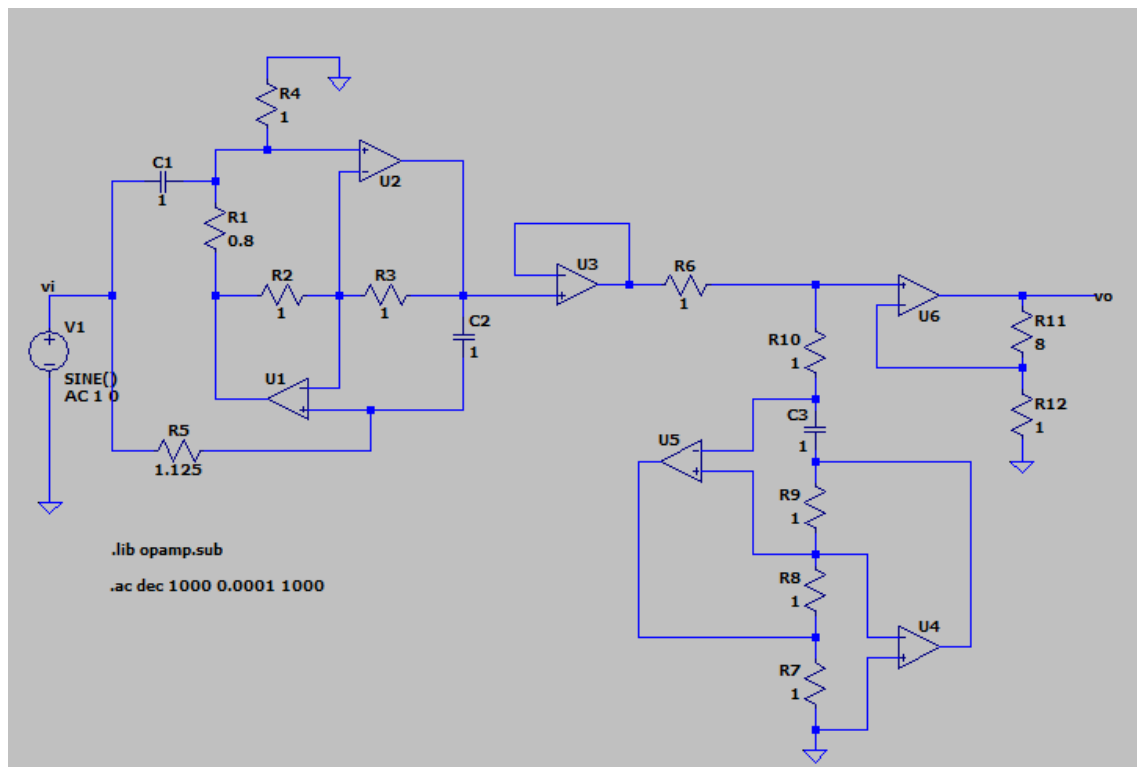 R4
1
C1
1
U2
R1
0.8
R2
1
R3
1
U3
R6
1
vi
V1
SINE()
AC 1 0
C2
1
U6
vo
R11
8
R10
1
U1
R5
1.125
C3
1
R12
1
U5
R9
1
.lib opamp.sub
.ac dec 1000 0.0001 1000
R8
1
U4
R7
1